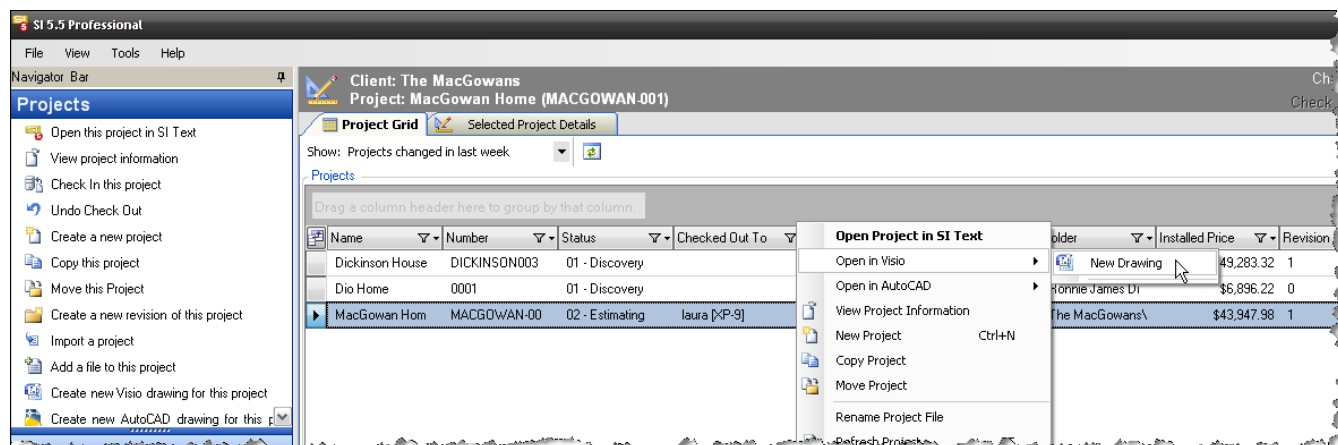 SI 5.5 Professional
File View Tools Help
Navigator Bar
Projects
Open this project in SI Text
View project information
Check In this project
Undo Check Out
Create a new project
Copy this project
Move this Project
Create a new revision of this project
Import a project
Add a file to this project
Create new Visio drawing for this project
Create new AutoCAD drawing for this p
Client: The MacGowans
Project: MacGowan Home (MACGOWAN-001)
Ch
Check
Project Grid Selected Project Details
Show: Projects changed in last week
Projects
Drag a column header here to group by that column.
Name Number Status Checked Out To older Installed Price Revision
Dickinson House DICKINSON003 01 - Discovery 49,283.32 1
Dio Home 0001 01 - Discovery Ronnie James Di $6,896.22 0
MacGowan Hom MACGOWAN-00 02 - Estimating laura [XP-9] The MacGowans\ $43,947.98 1
Open Project in SI Text
Open in Visio
New Drawing
Open in AutoCAD
View Project Information
New Project Ctrl+N
Copy Project
Move Project
Rename Project File
Refresh Projects